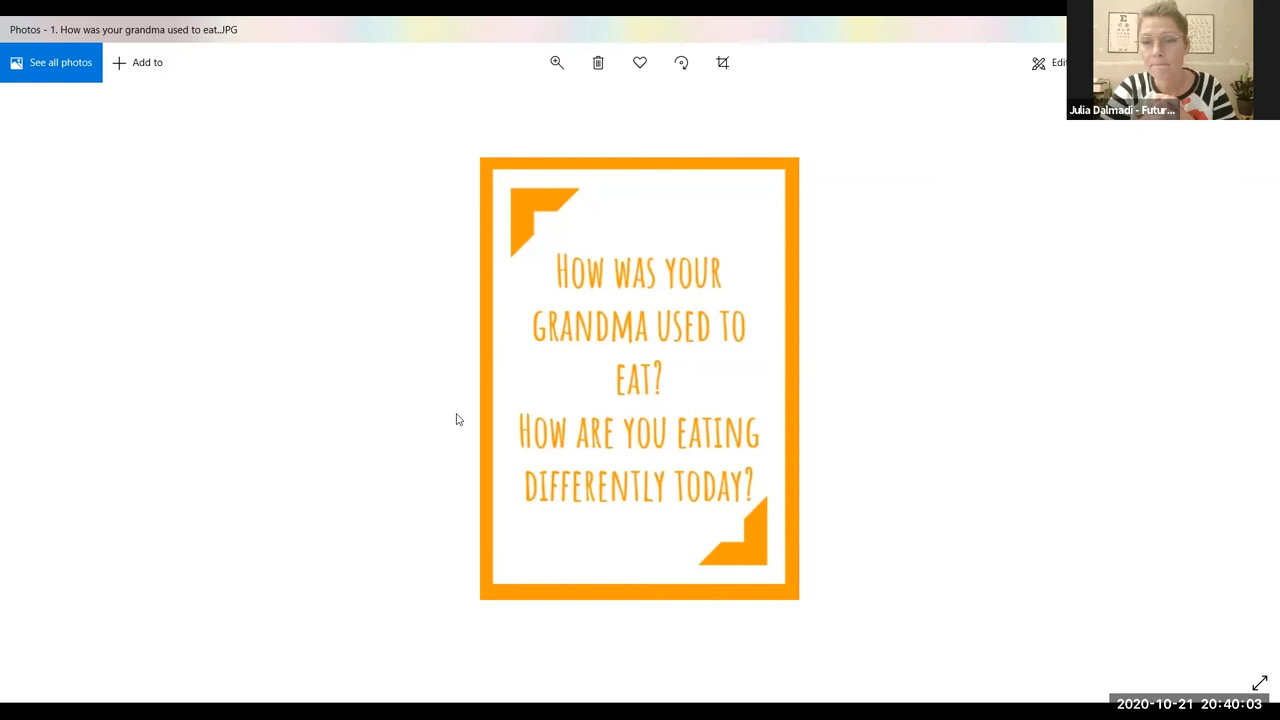 Photos - 1. How was your grandma used to eat..JPG
See all photos
Add to
Edit
Julia Dalmadi - Futur...
HOW WAS YOUR
GRANDMA USED TO
EAT?
HOW ARE YOU EATING
DIFFERENTLY TODAY?
2020-10-21 20:40:03